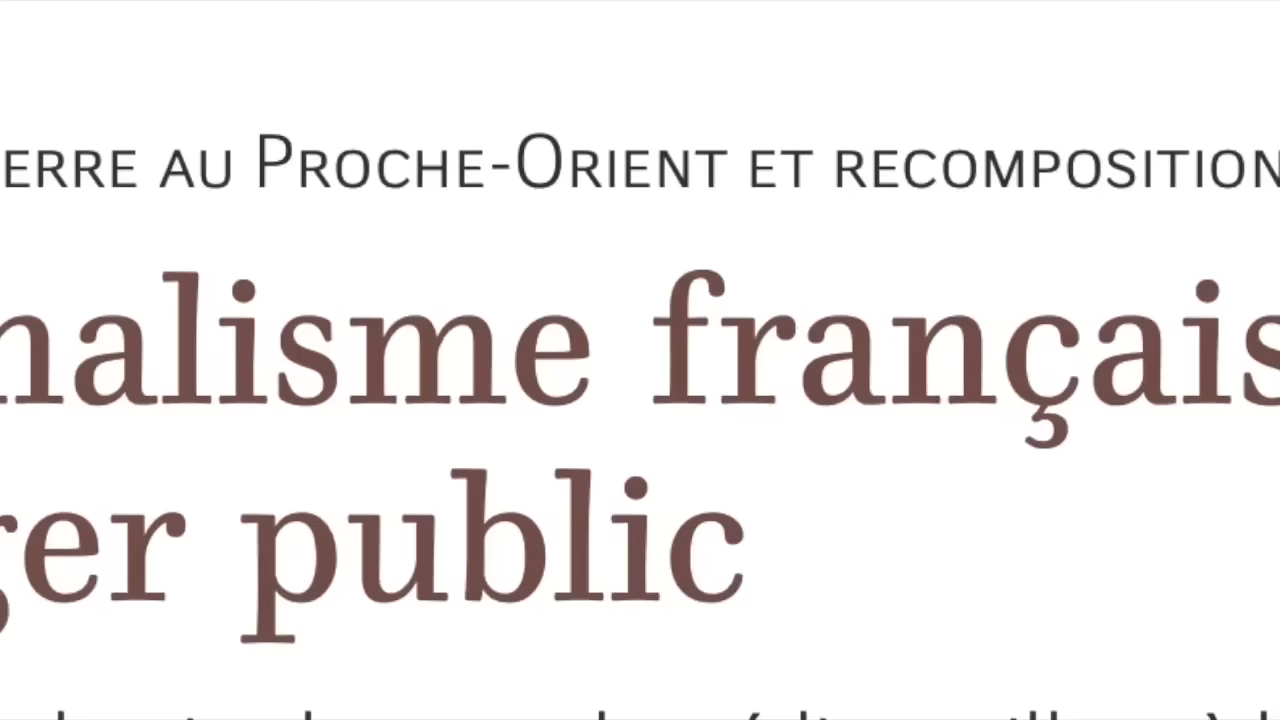 erre au Proche-Orient et recomposition
nalisme français
ger public